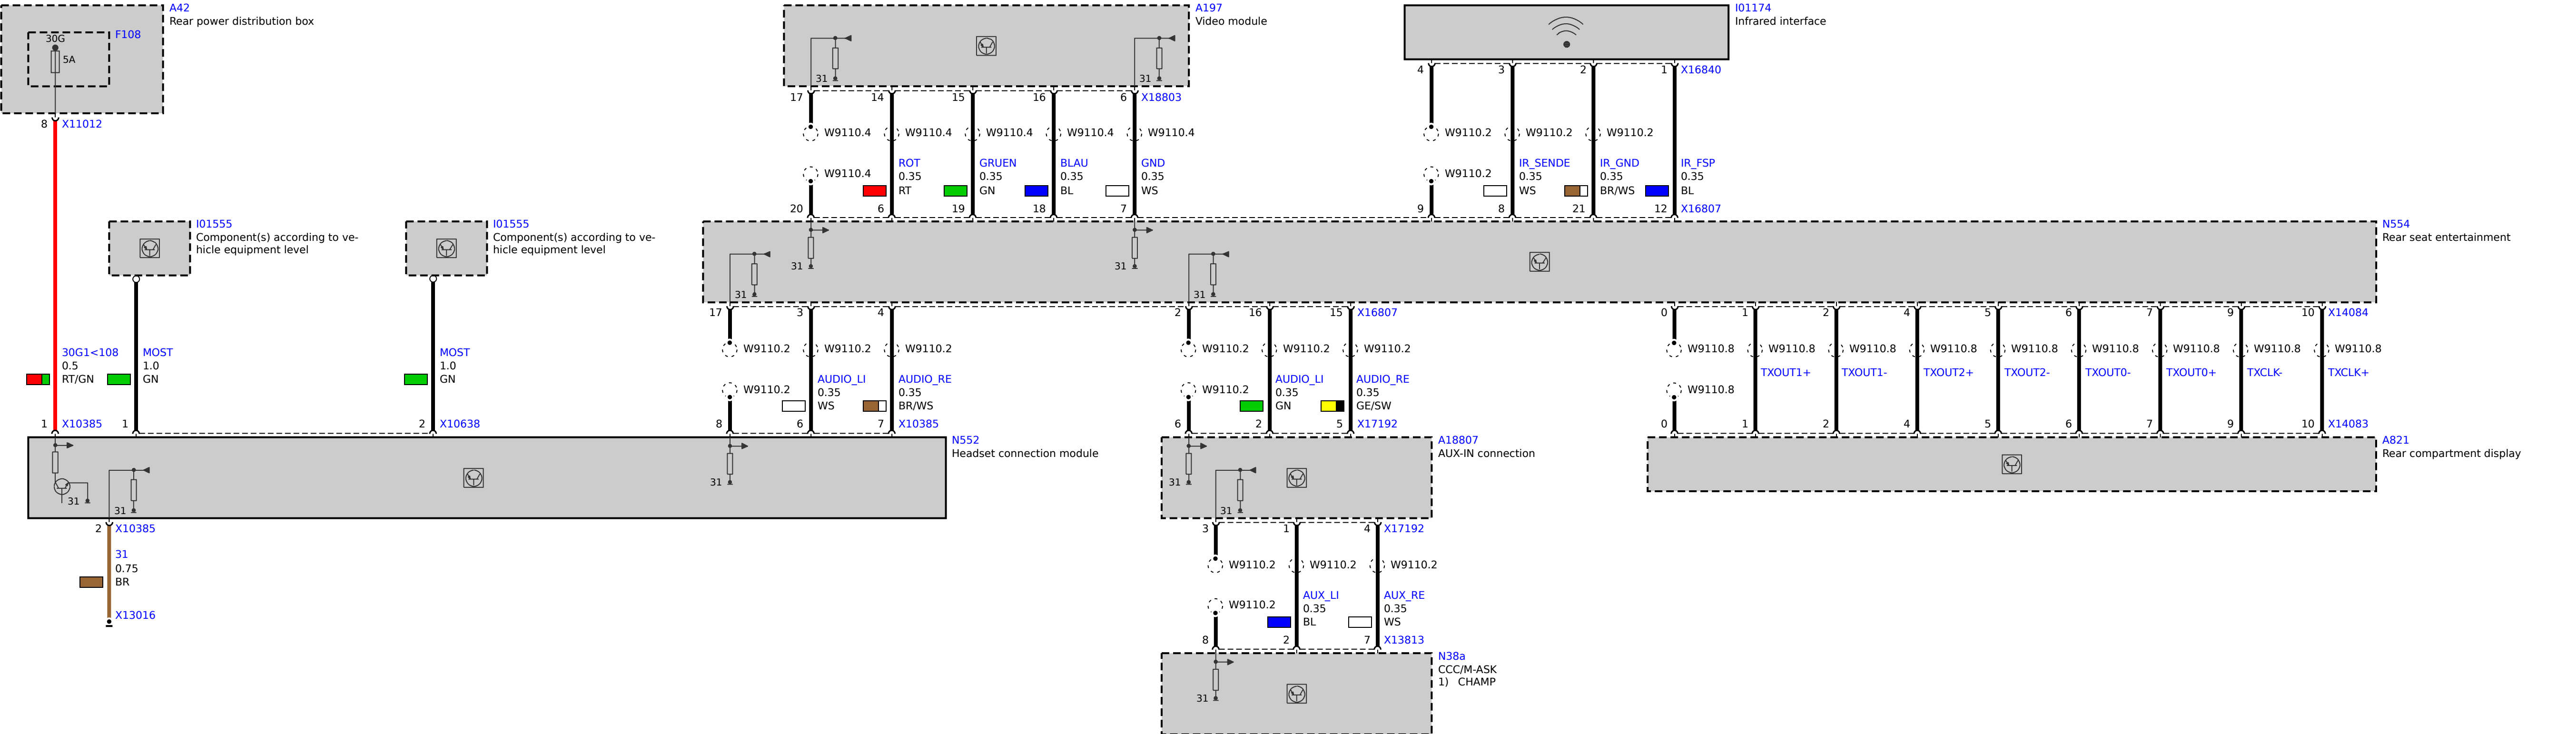 A42
Rear power distribution box
F108
30G
5A
8 X11012
A197
Video module
31 31
17 14 15 16 6 X18803
W9110.4 W9110.4 W9110.4 W9110.4 W9110.4
W9110.4
ROT GRUEN BLAU GND
0.35 0.35 0.35 0.35
RT GN BL WS
20 6 19 18 7
I01174
Infrared interface
4 3 2 1 X16840
W9110.2 W9110.2 W9110.2
W9110.2
IR_SENDE IR_GND IR_FSP
0.35 0.35 0.35
WS BR/WS BL
9 8 21 12 X16807
I01555
Component(s) according to ve-
hicle equipment level
I01555
Component(s) according to ve-
hicle equipment level
N554
Rear seat entertainment
31 31
31 31
30G1<108 MOST MOST
0.5 1.0 1.0
RT/GN GN GN
1 X10385 1 2 X10638
17 3 4
W9110.2 W9110.2 W9110.2
W9110.2
AUDIO_LI AUDIO_RE
0.35 0.35
WS BR/WS
8 6 7 X10385
2 16 15 X16807
W9110.2 W9110.2 W9110.2
W9110.2
AUDIO_LI AUDIO_RE
0.35 0.35
GN GE/SW
6 2 5 X17192
0 1 2 4 5 6 7 9 10 X14084
W9110.8 W9110.8 W9110.8 W9110.8 W9110.8 W9110.8 W9110.8 W9110.8 W9110.8
TXOUT1+ TXOUT1- TXOUT2+ TXOUT2- TXOUT0- TXOUT0+ TXCLK- TXCLK+
W9110.8
0 1 2 4 5 6 7 9 10 X14083
N552
Headset connection module
31 31 31
A18807
AUX-IN connection
31 31
A821
Rear compartment display
2 X10385
31
0.75
BR
X13016
3 1 4 X17192
W9110.2 W9110.2 W9110.2
W9110.2
AUX_LI AUX_RE
0.35 0.35
BL WS
8 2 7 X13813
N38a
CCC/M-ASK
1) CHAMP
31